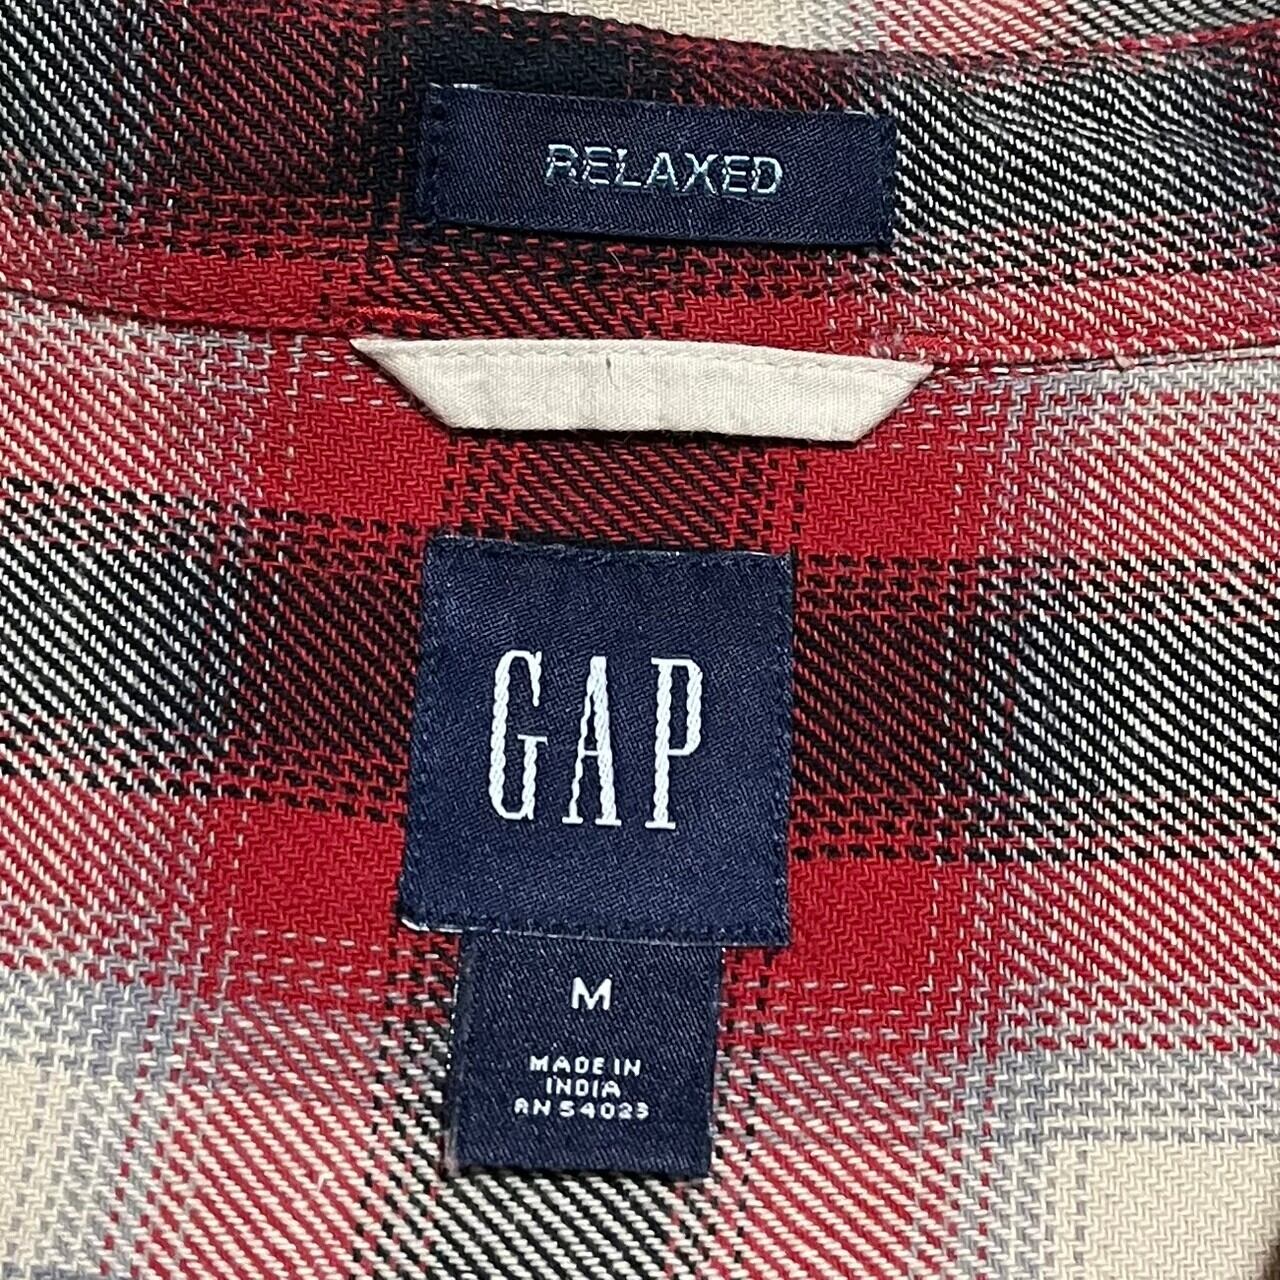 RELAXED
GAP
M
MADE IN
INDIA
RN 54023